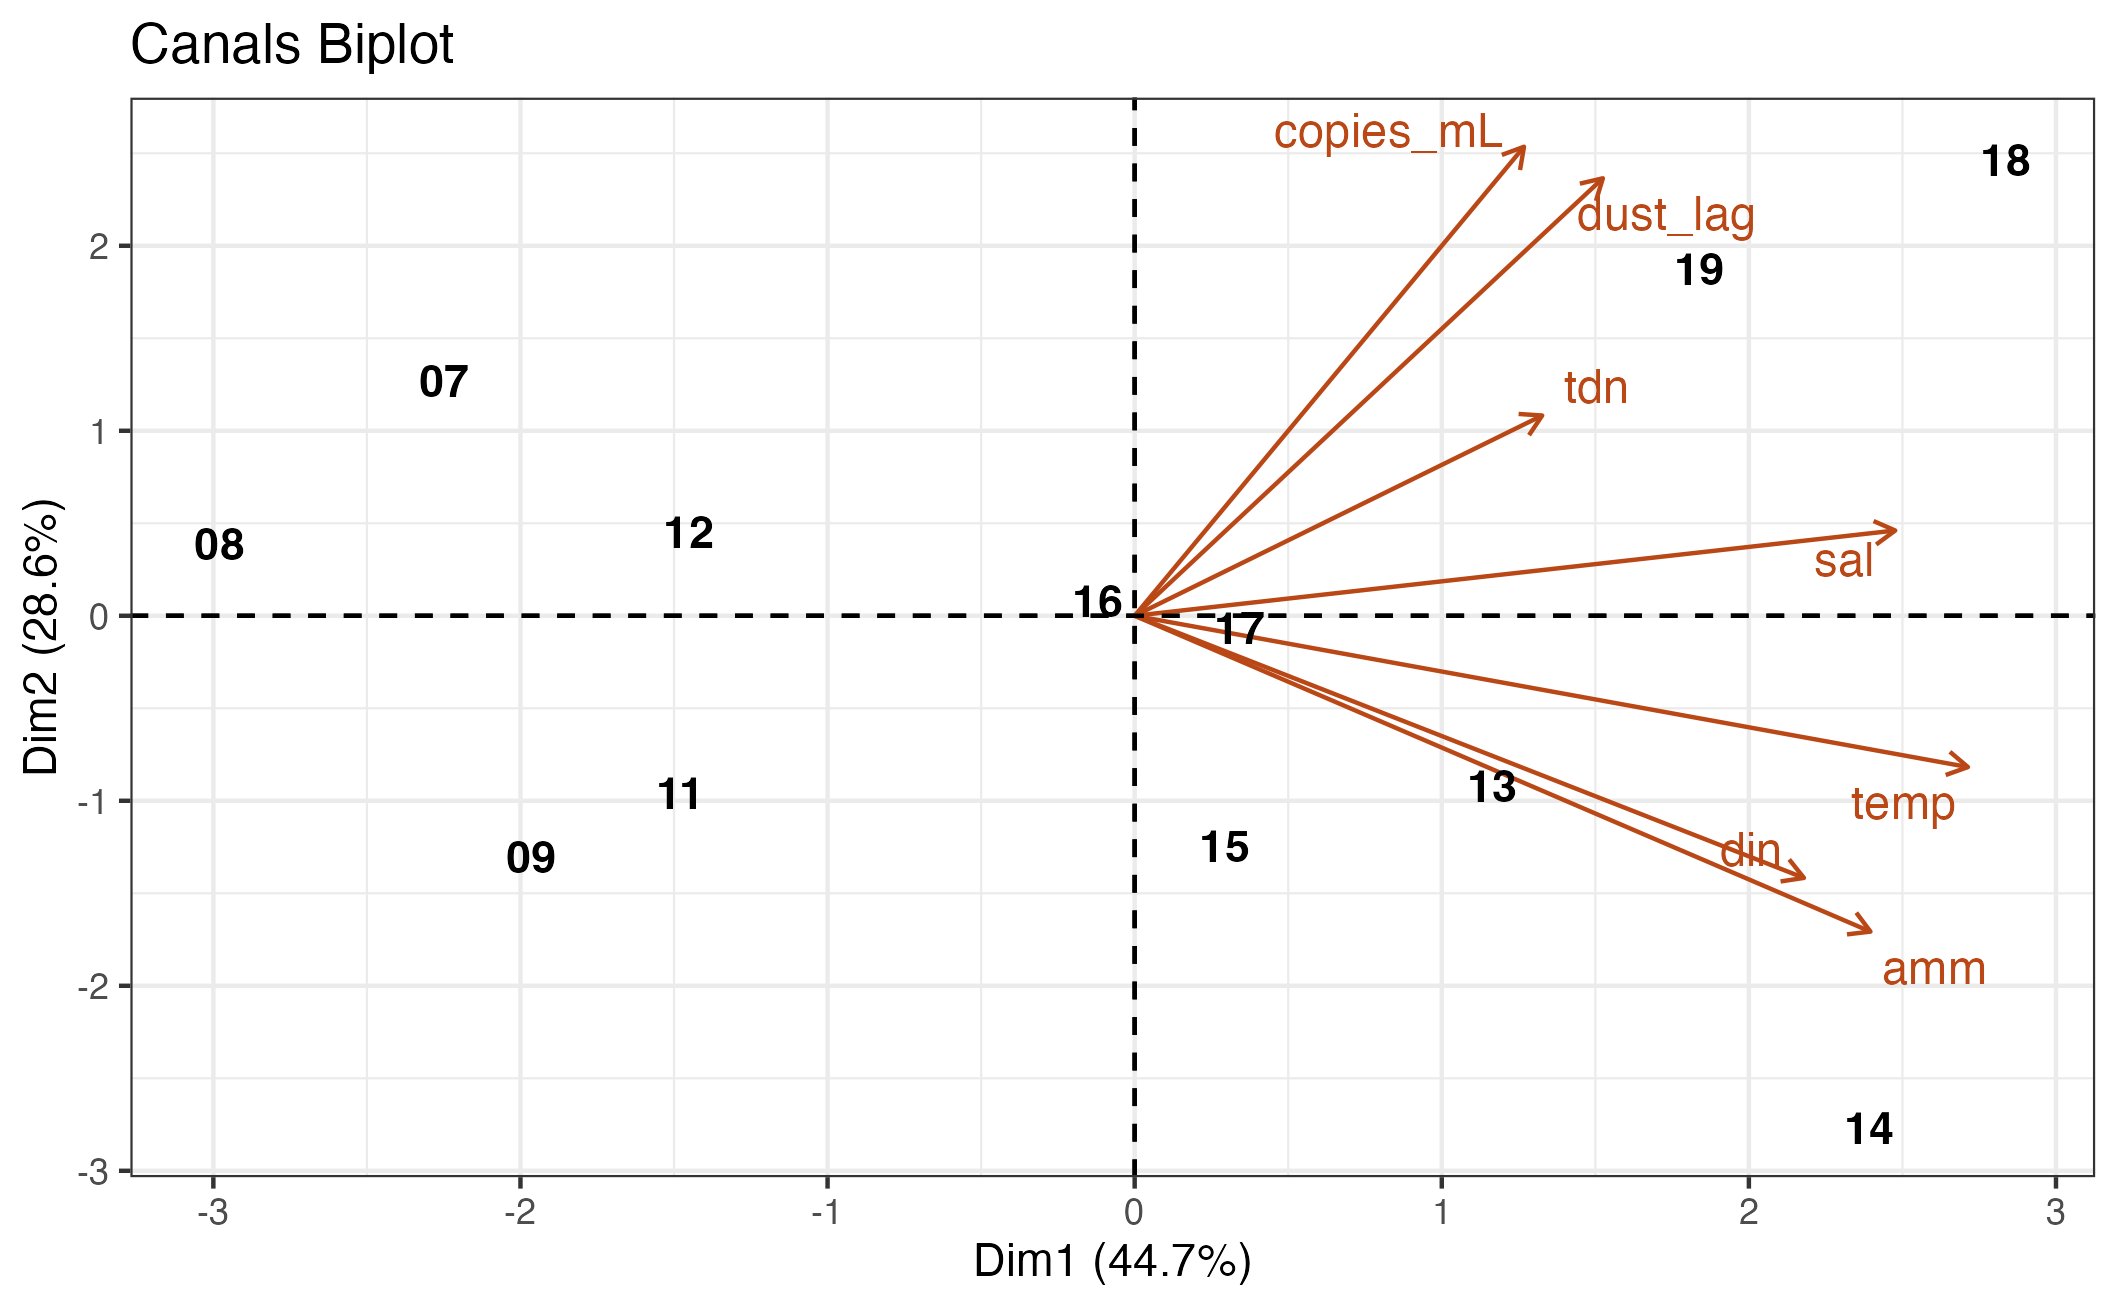 Canals Biplot
copies_mL
18
dust_lag
2
19
07
tdn
1
08
12
sal
16
0
17
Dim2 (28.6%)
11
13
temp
-1
15
din
09
amm
-2
14
-3
-3 -2 -1 0 1 2 3
Dim1 (44.7%)